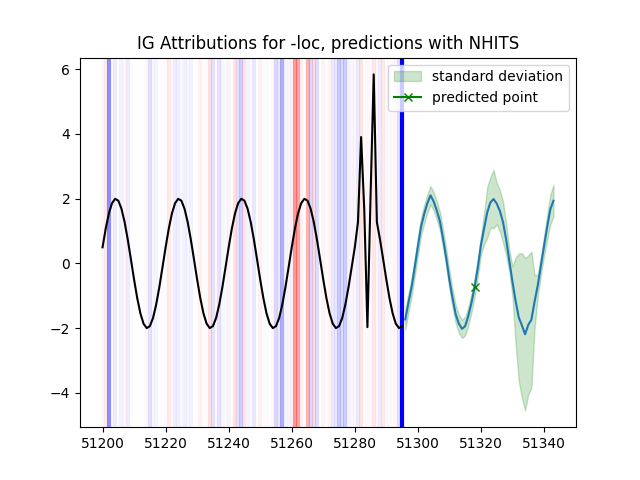 IG Attributions for -loc, predictions with NHITS
standard deviation
predicted point
6
4
2
0
−2
−4
51200 51220 51240 51260 51280 51300 51320 51340